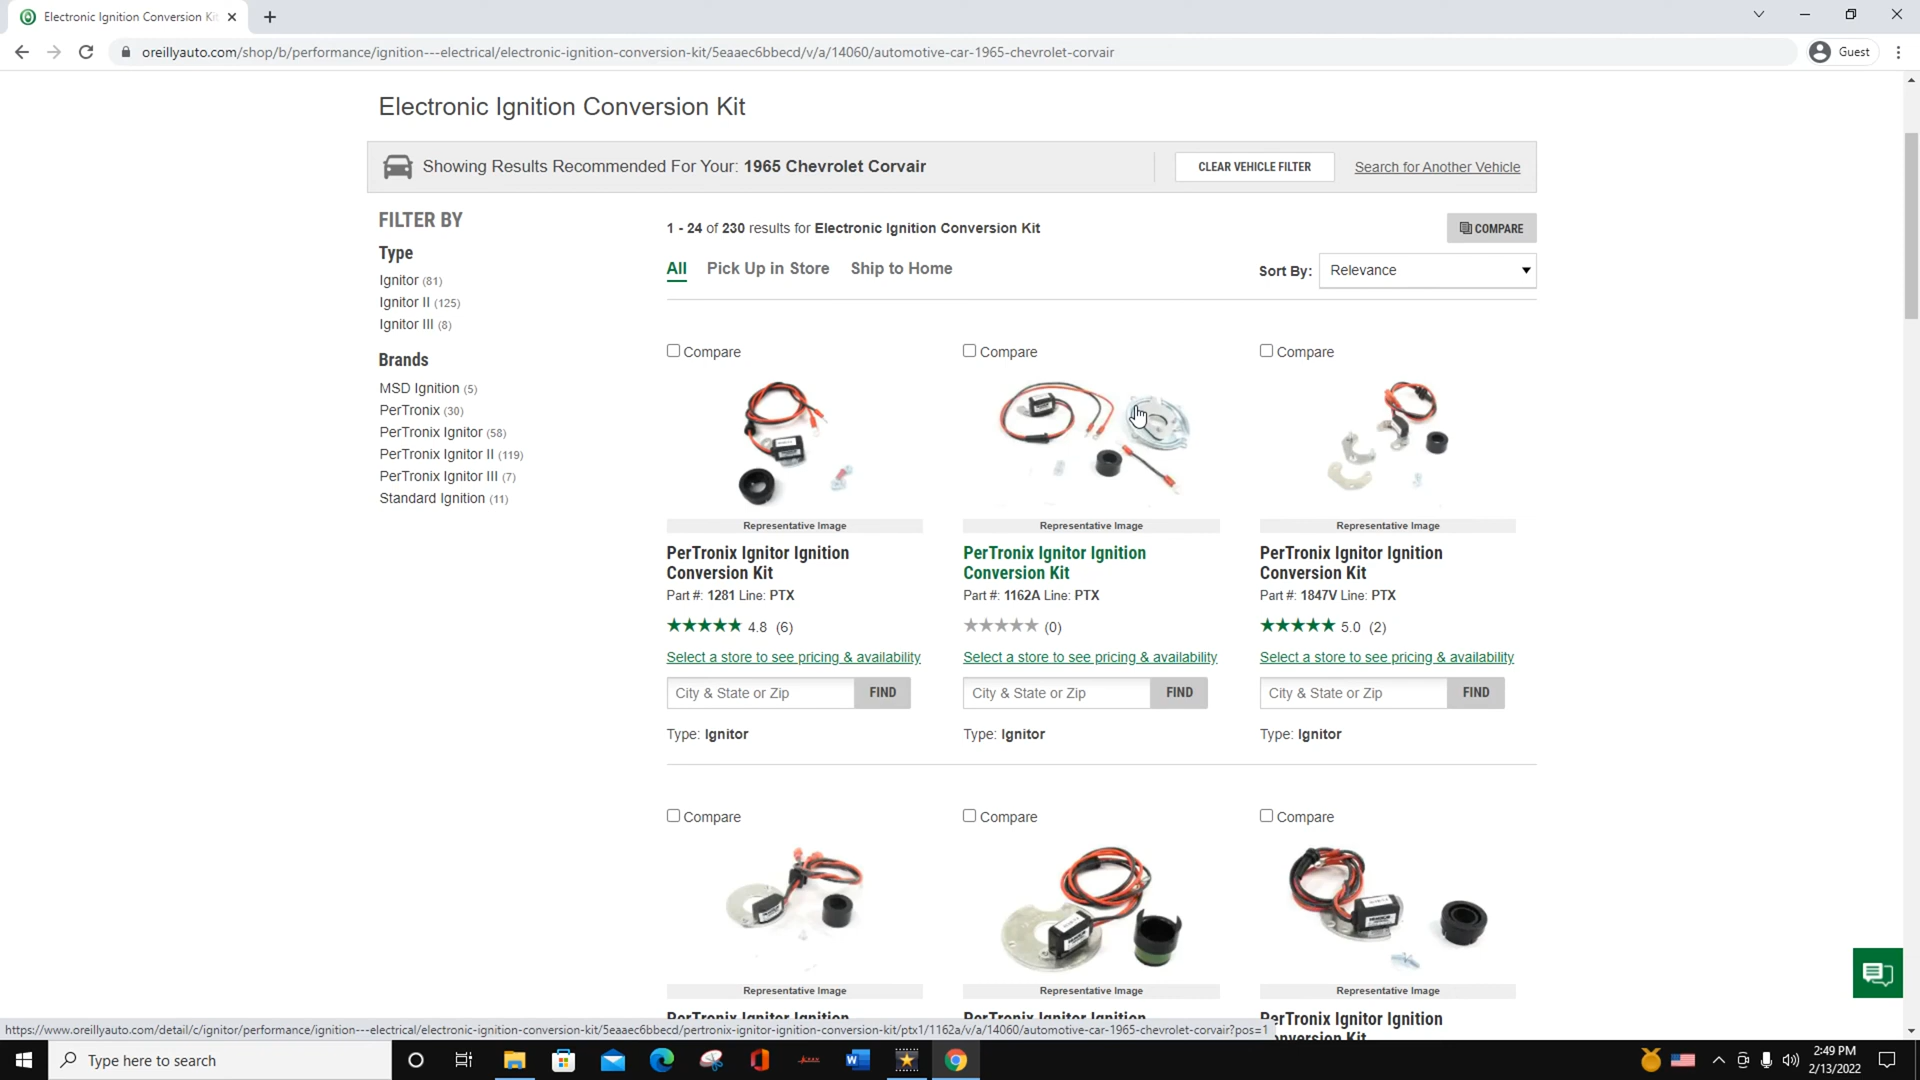 Electronic Ignition Conversion Kit
oreillyauto.com/shop/b/performance/ignition---electrical/electronic-ignition-conversion-kit/5eaaec6bbecd/v/a/14060/automotive-car-1965-chevrolet-corvair
Guest
Electronic Ignition Conversion Kit
Showing Results Recommended For Your: 1965 Chevrolet Corvair
CLEAR VEHICLE FILTER
Search for Another Vehicle
FILTER BY
Type
Ignitor (81)
Ignitor II (125)
Ignitor III (8)
Brands
MSD Ignition (5)
PerTronix (30)
PerTronix Ignitor (58)
PerTronix Ignitor II (119)
PerTronix Ignitor III (7)
Standard Ignition (11)
1 - 24 of 230 results for Electronic Ignition Conversion Kit
COMPARE
All Pick Up in Store Ship to Home
Sort By: Relevance
Compare
Representative Image
PerTronix Ignitor Ignition
Conversion Kit
Part #: 1281 Line: PTX
4.8 (6)
Select a store to see pricing & availability
City & State or Zip FIND
Type: Ignitor
Compare
Representative Image
PerTronix Ignitor Ignition
Conversion Kit
Part #: 1162A Line: PTX
(0)
Select a store to see pricing & availability
City & State or Zip FIND
Type: Ignitor
Compare
Representative Image
PerTronix Ignitor Ignition
Conversion Kit
Part #: 1847V Line: PTX
5.0 (2)
Select a store to see pricing & availability
City & State or Zip FIND
Type: Ignitor
Compare
Representative Image
PerTronix Ignitor Ignition
Compare
Representative Image
PerTronix Ignitor Ignition
Compare
Representative Image
PerTronix Ignitor Ignition
Conversion Kit
https://www.oreillyauto.com/detail/c/ignitor/performance/ignition---electrical/electronic-ignition-conversion-kit/5eaaec6bbecd/pertronix-ignitor-ignition-conversion-kit/ptx1/1162a/v/a/14060/automotive-car-1965-chevrolet-corvair?pos=1
Type here to search
2:49 PM
2/13/2022